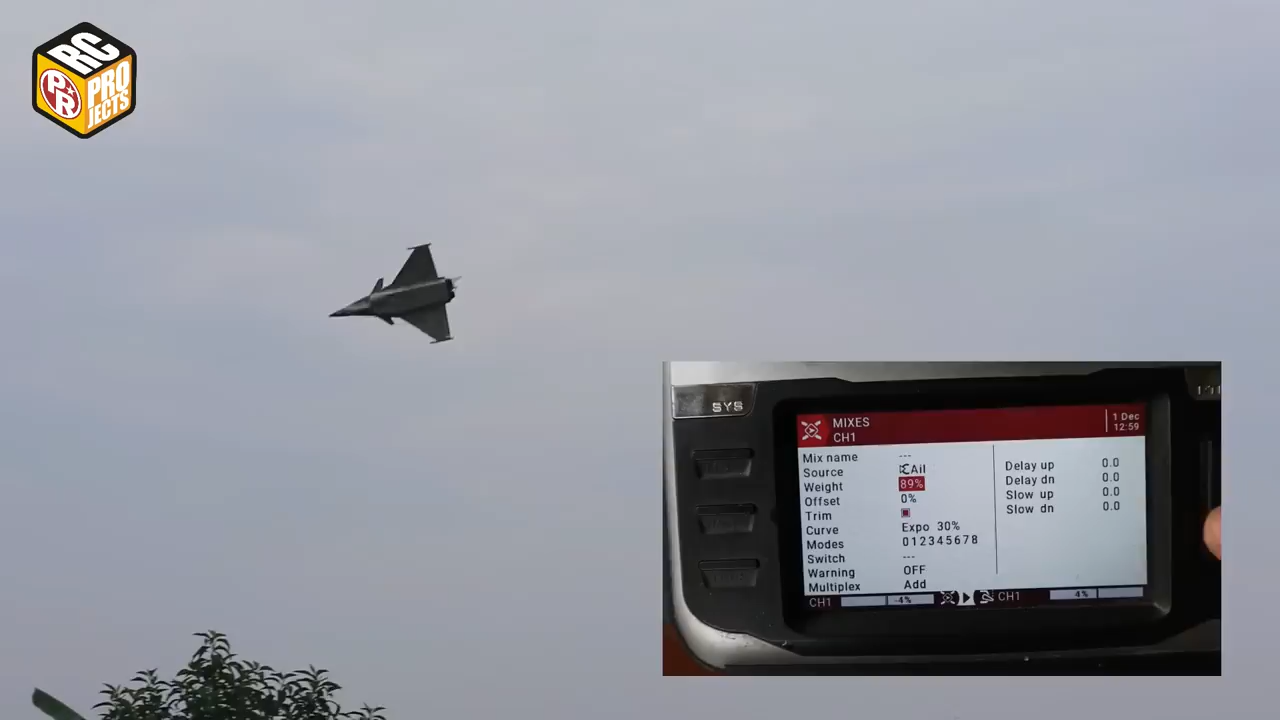 RC
PR
PRO
JECTS
SYS
MIXES
CH1
1 Dec
12:59
Mix name ---
Source Ail
Weight 89%
Offset 0%
Trim
Curve Expo 30%
Modes 012345678
Switch ---
Warning OFF
Multiplex Add
Delay up 0.0
Delay dn 0.0
Slow up 0.0
Slow dn 0.0
CH1 -4% CH1 4%